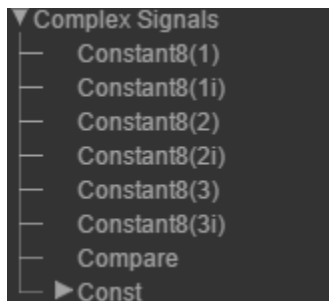 Complex Signals
Constant8(1)
Constant8(1i)
Constant8(2)
Constant8(2i)
Constant8(3)
Constant8(3i)
Compare
Const